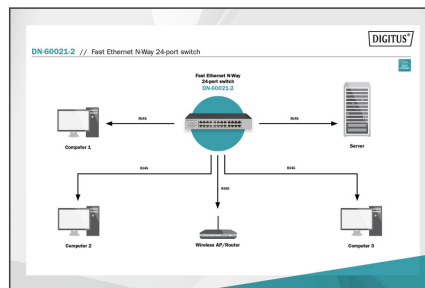 DIGITUS®
DN-60021-2 // Fast Ethernet N-Way 24-port switch
Fast Ethernet N-Way
24-port switch
DN-60021-2
RJ45
RJ45
Computer 1
Server
RJ45
RJ45
RJ45
Computer 2
Wireless AP/Router
Computer 3